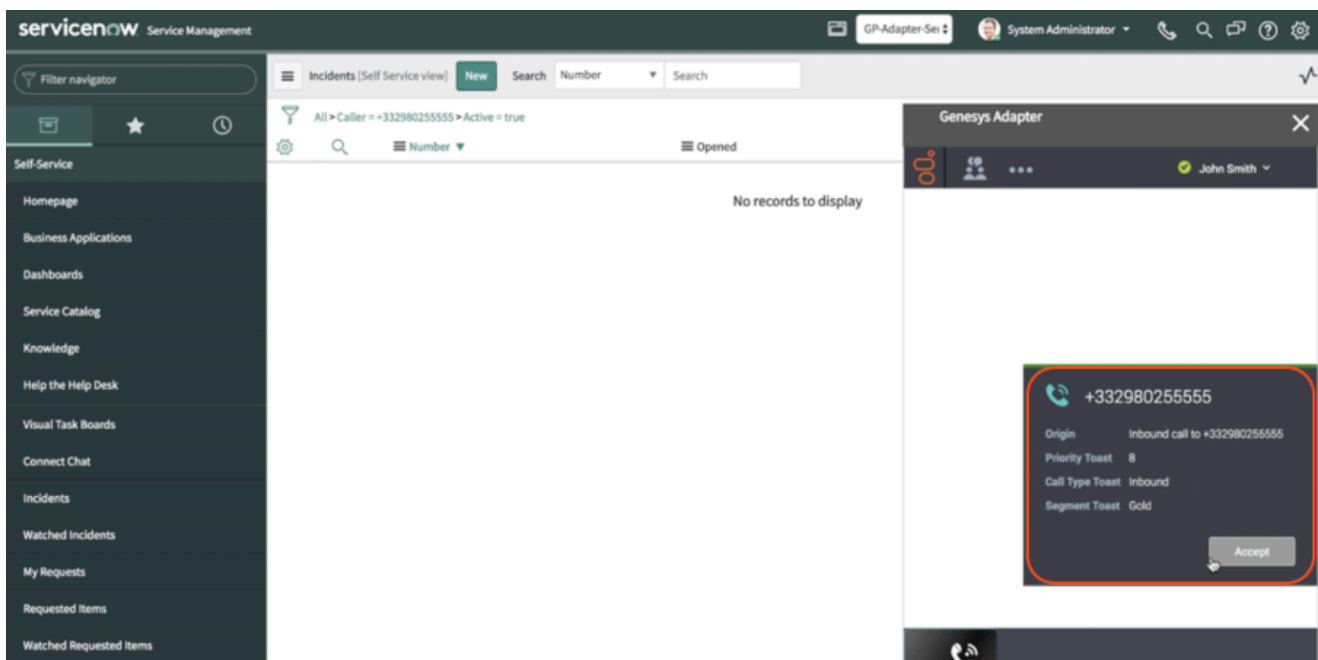 servicenow Service Management
GP-Adapter-Ser
System Administrator
Filter navigator
Incidents [Self Service view] New Search Number Search
All > Caller = +332980255555 > Active = true
Number Opened
No records to display
Self-Service
Homepage
Business Applications
Dashboards
Service Catalog
Knowledge
Help the Help Desk
Visual Task Boards
Connect Chat
Incidents
Watched Incidents
My Requests
Requested Items
Watched Requested Items
Genesys Adapter
John Smith
+332980255555
Origin Inbound call to +332980255555
Priority Toast 8
Call Type Toast Inbound
Segment Toast Gold
Accept